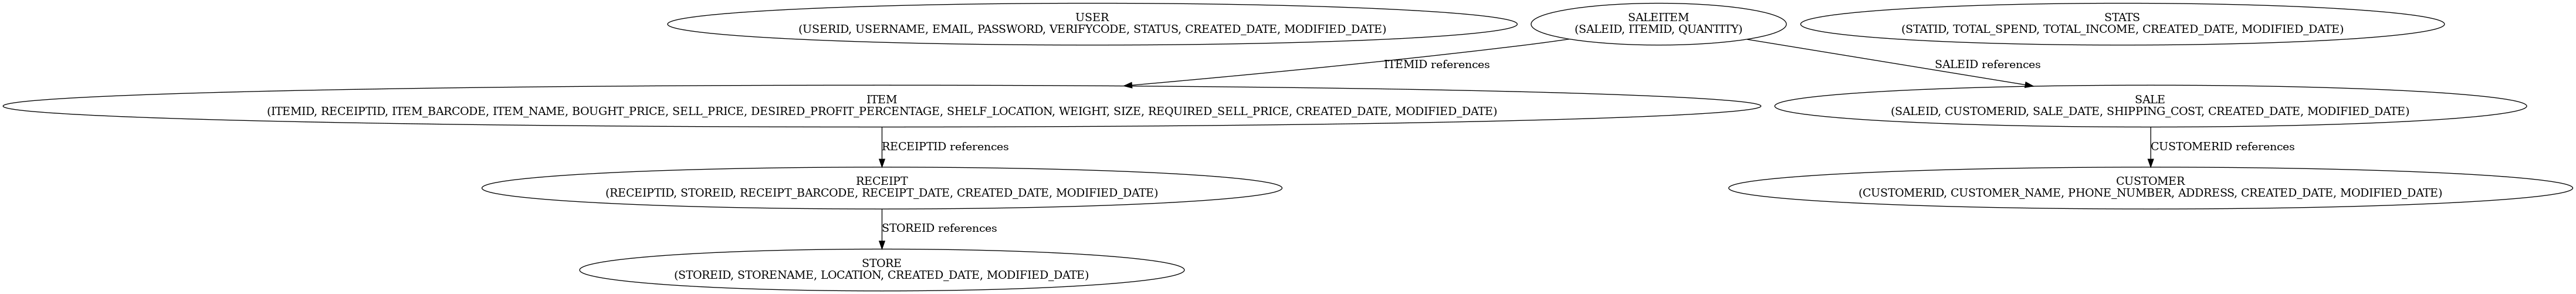 USER
(USERID, USERNAME, EMAIL, PASSWORD, VERIFYCODE, STATUS, CREATED_DATE, MODIFIED_DATE)
SALEITEM
(SALEID, ITEMID, QUANTITY)
STATS
(STATID, TOTAL_SPEND, TOTAL_INCOME, CREATED_DATE, MODIFIED_DATE)
ITEMID references
SALEID references
ITEM
(ITEMID, RECEIPTID, ITEM_BARCODE, ITEM_NAME, BOUGHT_PRICE, SELL_PRICE, DESIRED_PROFIT_PERCENTAGE, SHELF_LOCATION, WEIGHT, SIZE, REQUIRED_SELL_PRICE, CREATED_DATE, MODIFIED_DATE)
SALE
(SALEID, CUSTOMERID, SALE_DATE, SHIPPING_COST, CREATED_DATE, MODIFIED_DATE)
RECEIPTID references
CUSTOMERID references
RECEIPT
(RECEIPTID, STOREID, RECEIPT_BARCODE, RECEIPT_DATE, CREATED_DATE, MODIFIED_DATE)
CUSTOMER
(CUSTOMERID, CUSTOMER_NAME, PHONE_NUMBER, ADDRESS, CREATED_DATE, MODIFIED_DATE)
STOREID references
STORE
(STOREID, STORENAME, LOCATION, CREATED_DATE, MODIFIED_DATE)